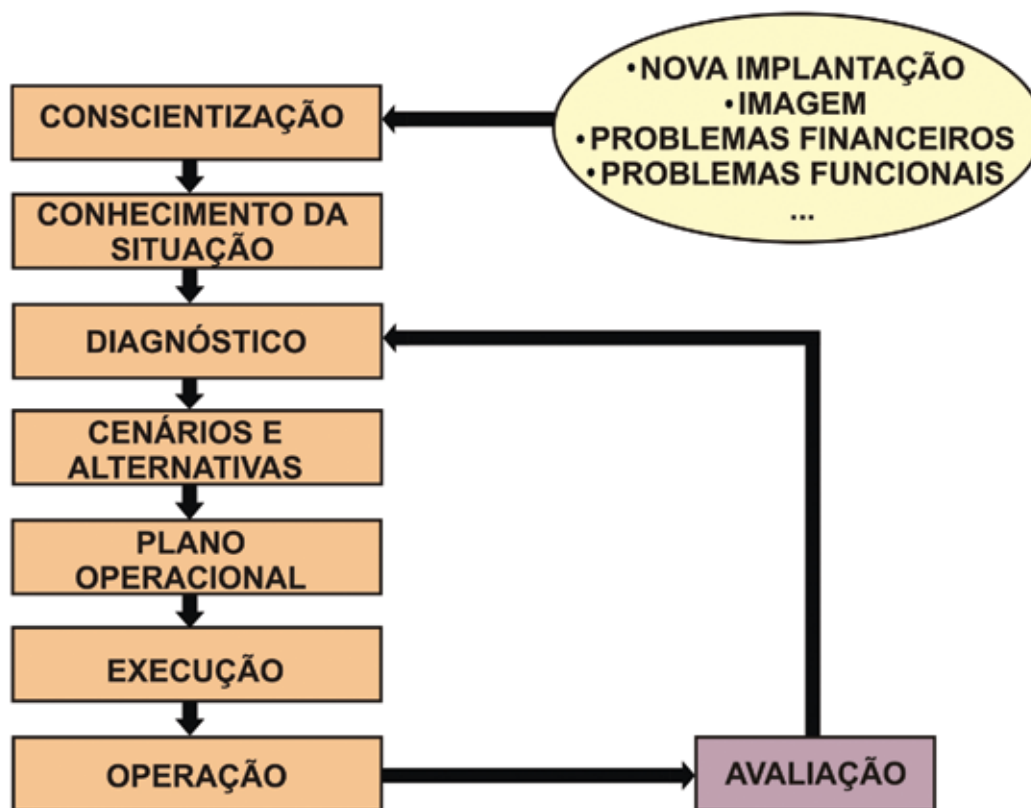 CONSCIENTIZAÇÃO
•NOVA IMPLANTAÇÃO
•IMAGEM
•PROBLEMAS FINANCEIROS
•PROBLEMAS FUNCIONAIS
...
CONHECIMENTO DA
SITUAÇÃO
DIAGNÓSTICO
CENÁRIOS E
ALTERNATIVAS
PLANO
OPERACIONAL
EXECUÇÃO
OPERAÇÃO
AVALIAÇÃO